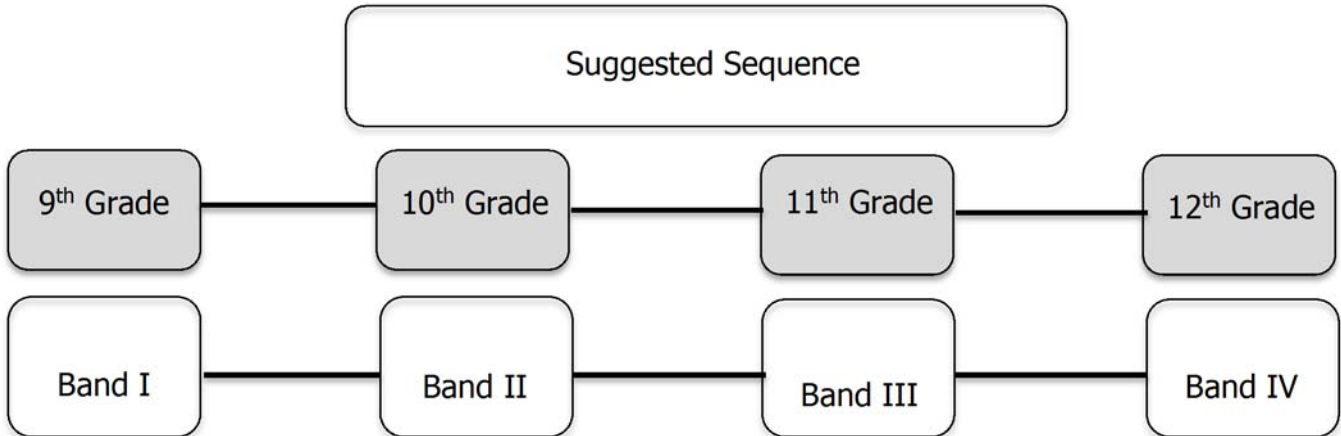 Suggested Sequence
9th Grade
10th Grade
11th Grade
12th Grade
Band I
Band II
Band III
Band IV